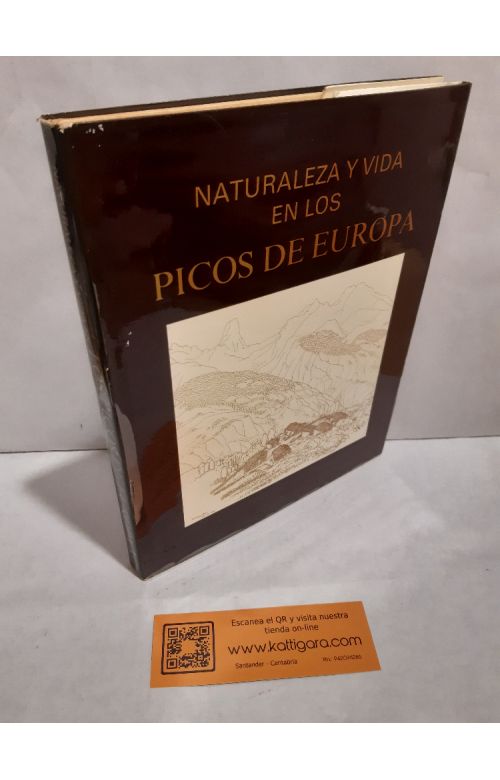 NATURALEZA Y VIDA
EN LOS
PICOS DE EUROPA
Escanea el QR y visita nuestra
tienda on-line
www.kattigara.com
Santander - Cantabria